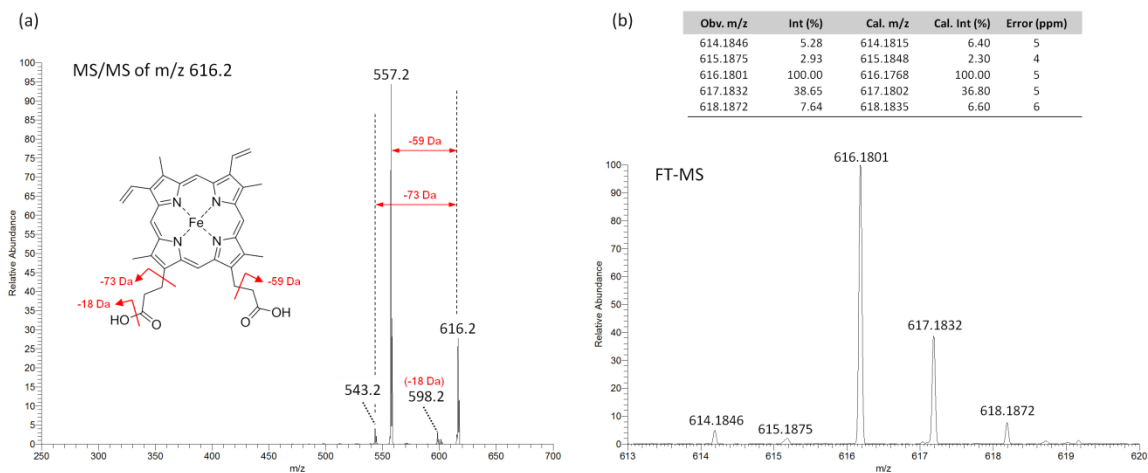 (a)
MS/MS of m/z 616.2
Relative Abundance
100
95
90
85
80
75
70
65
60
55
50
45
40
35
30
25
20
15
10
5
0
557.2
-59 Da
-73 Da
N N
Fe
N N
-73 Da
-59 Da
-18 Da
HO
O
O
OH
616.2
(-18 Da)
543.2
598.2
250 300 350 400 450 500 550 600 650 700
m/z
(b)
Obv. m/z Int (%) Cal. m/z Cal. Int (%) Error (ppm)
614.1846 5.28 614.1815 6.40 5
615.1875 2.93 615.1848 2.30 4
616.1801 100.00 616.1768 100.00 5
617.1832 38.65 617.1802 36.80 5
618.1872 7.64 618.1835 6.60 6
FT-MS
Relative Abundance
100
90
80
70
60
50
40
30
20
10
0
616.1801
617.1832
618.1872
614.1846
615.1875
613 614 615 616 617 618 619 620
m/z